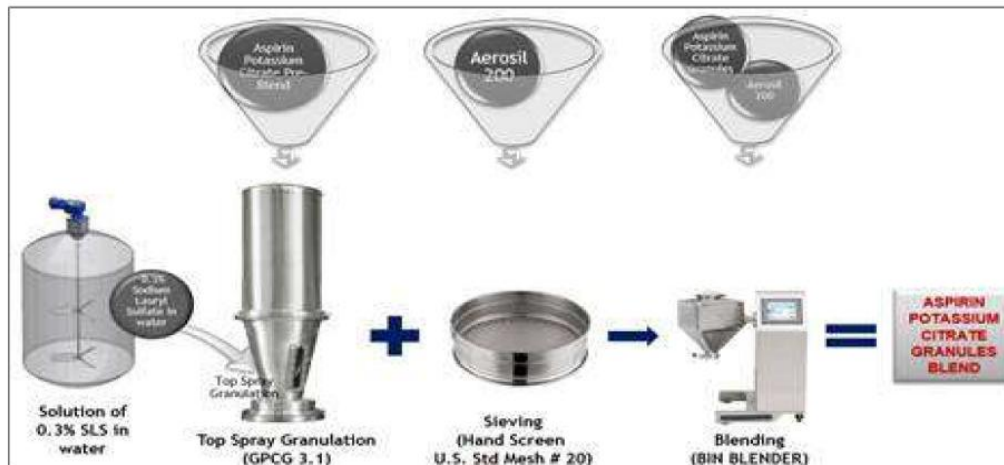 Aspirin
Potassium
Citrate Pre-
Blend
Aerosil
200
Aspirin
Potassium
Citrate
Granules
Aerosil
200
0.3%
Sodium
Lauryl
Sulfate in
water
Top Spray
Granulation
Solution of
0.3% SLS in
water
Top Spray Granulation
(GPCG 3.1)
Sieving
(Hand Screen
U.S. Std Mesh # 20)
Blending
(BIN BLENDER)
ASPIRIN
POTASSIUM
CITRATE
GRANULES
BLEND